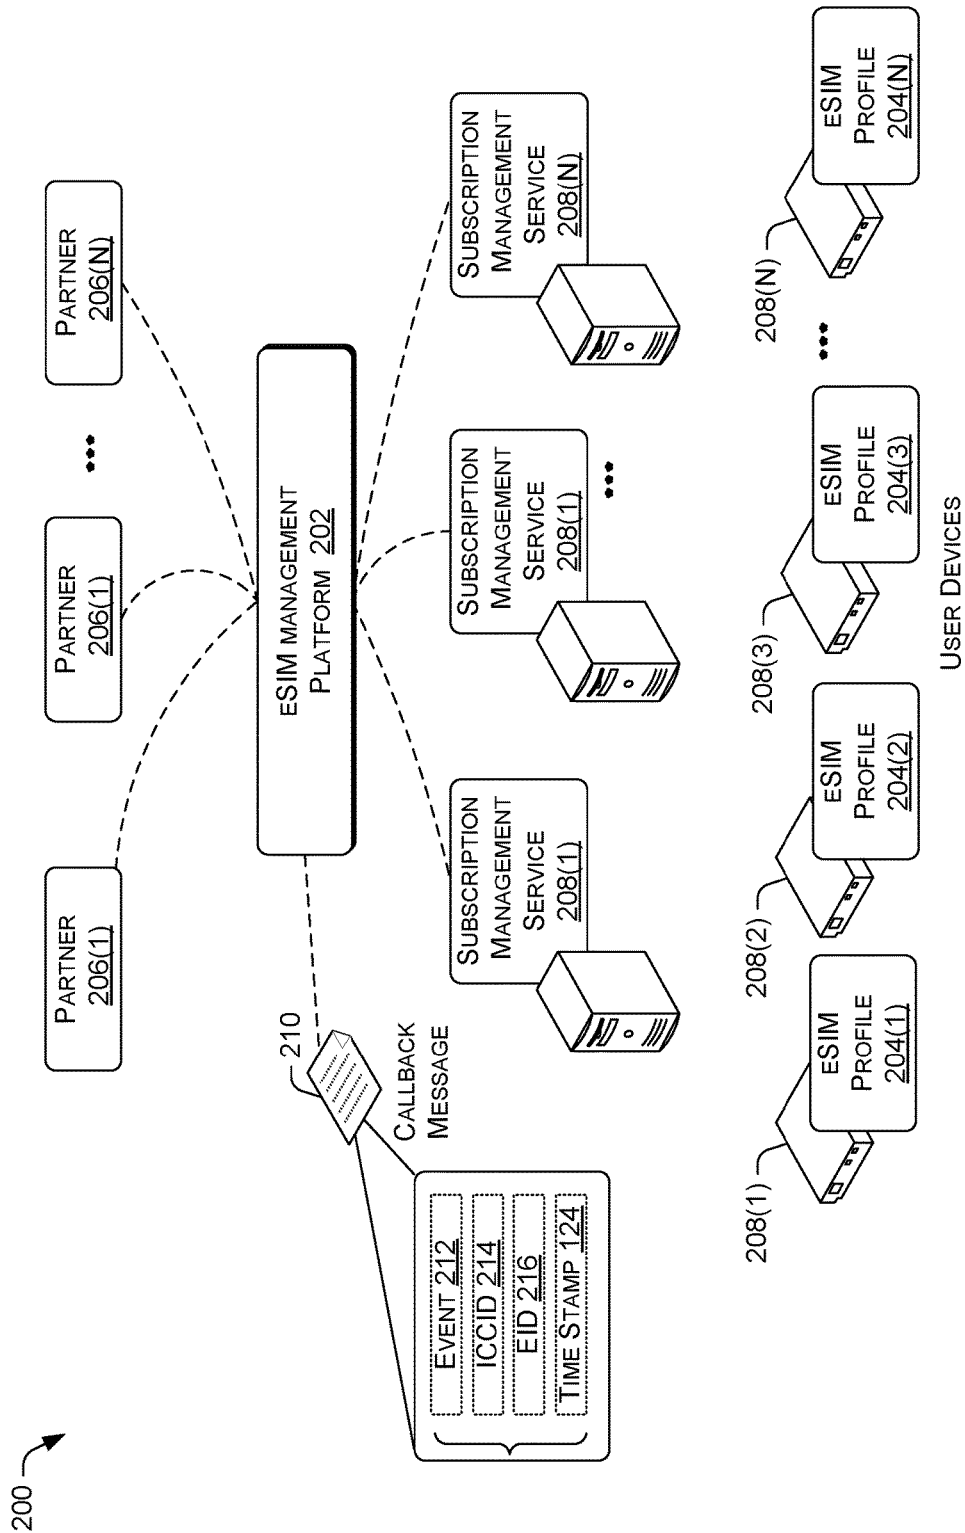 200
PARTNER
206(1)
PARTNER
206(1)
•••
PARTNER
206(N)
eSIM MANAGEMENT
PLATFORM 202
210
CALLBACK
MESSAGE
EVENT 212
ICCID 214
EID 216
TIME STAMP 124
SUBSCRIPTION
MANAGEMENT
SERVICE
208(1)
SUBSCRIPTION
MANAGEMENT
SERVICE
208(1)
•••
SUBSCRIPTION
MANAGEMENT
SERVICE
208(N)
208(1)
eSIM
PROFILE
204(1)
208(2)
eSIM
PROFILE
204(2)
208(3)
eSIM
PROFILE
204(3)
•••
208(N)
eSIM
PROFILE
204(N)
USER DEVICES